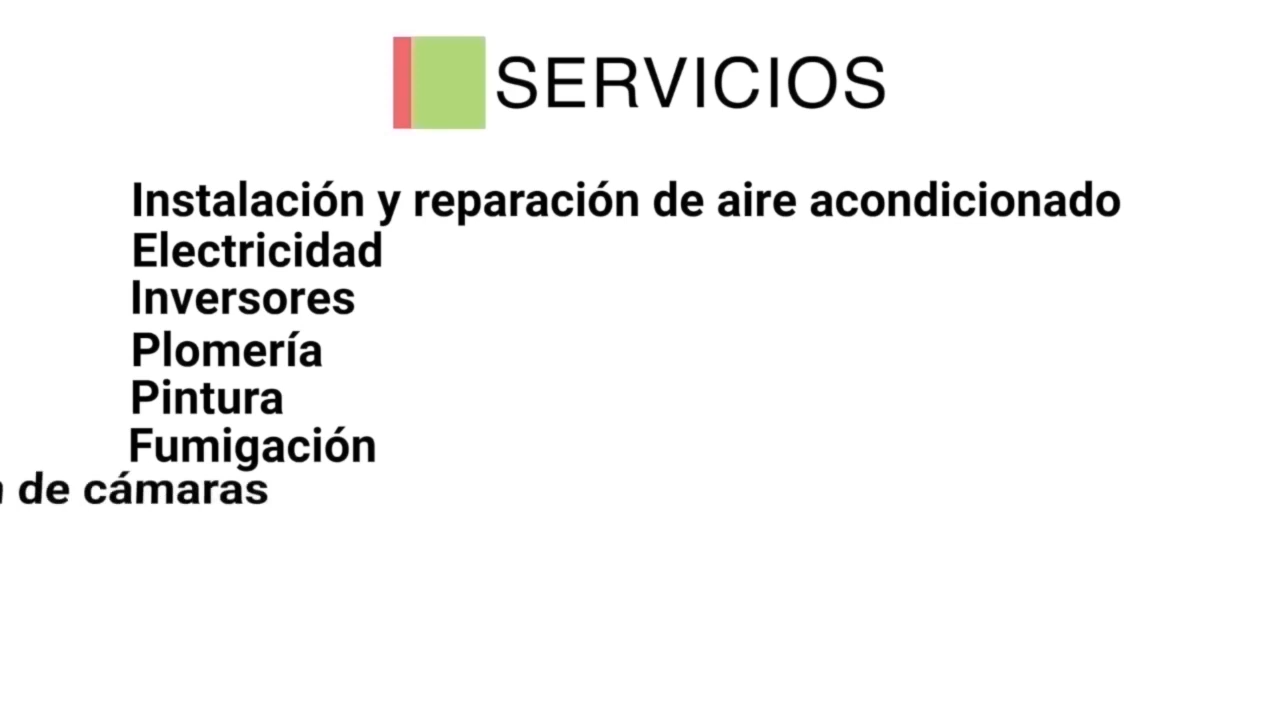 SERVICIOS
Instalación y reparación de aire acondicionado
Electricidad
Inversores
Plomería
Pintura
Fumigación
de cámaras